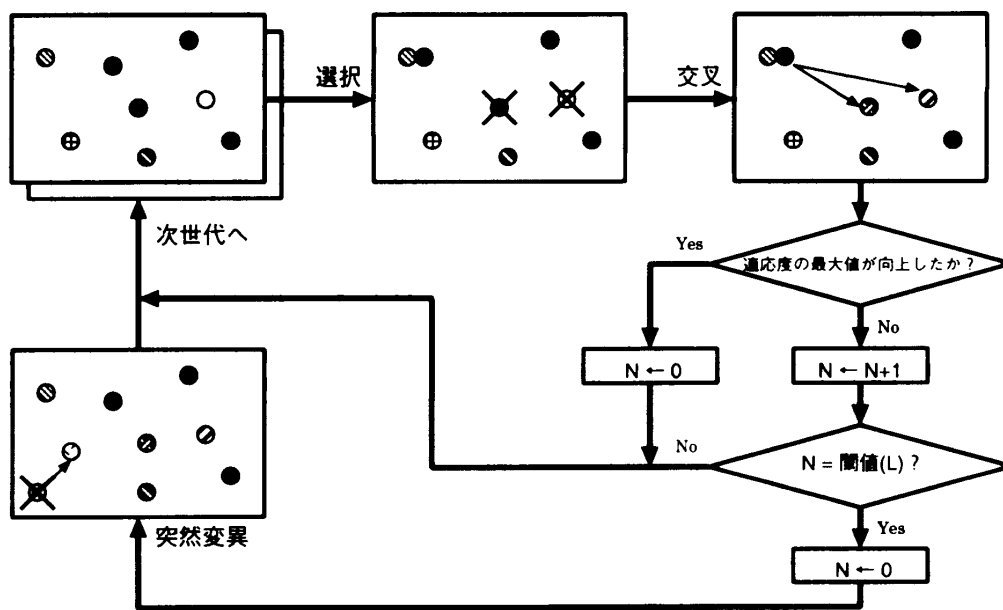 選択
交叉
次世代へ
Yes
適応度の最大値が向上したか？
No
N ← 0
N ← N+1
No
N = 閾値(L) ?
突然変異
Yes
N ← 0